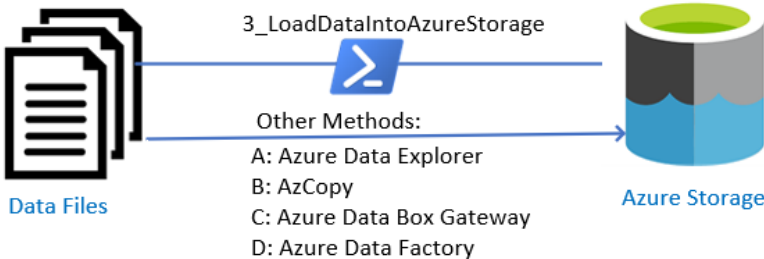 3_LoadDataIntoAzureStorage
Other Methods:
A: Azure Data Explorer
B: AzCopy
C: Azure Data Box Gateway
D: Azure Data Factory
Data Files
Azure Storage